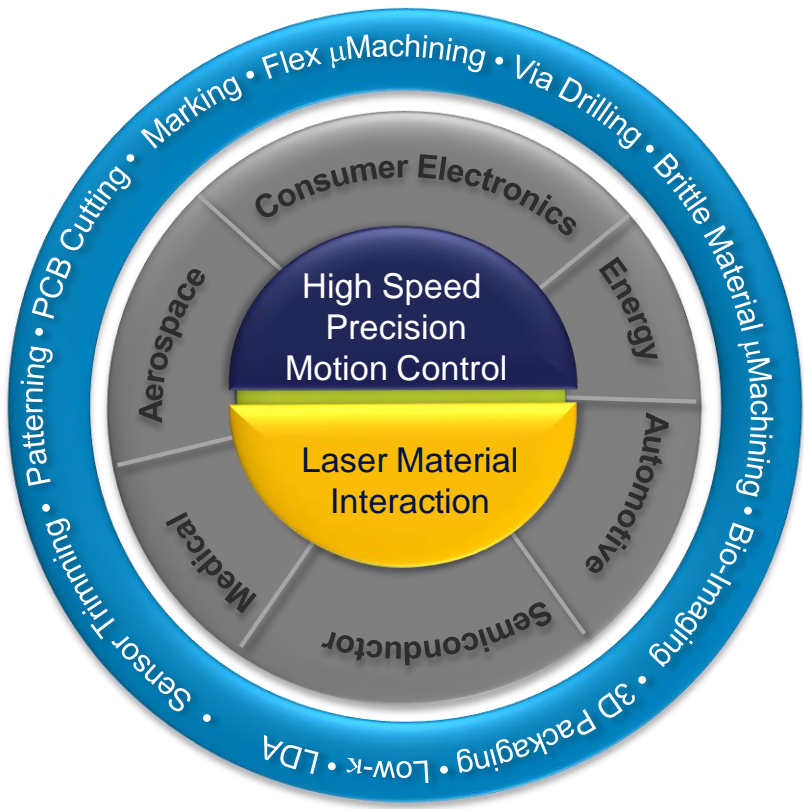 Marking • Flex μMachining • Via Drilling • Brittle Material μMachining • Bio-Imaging • 3D Packaging • Low-κ • LDA • Sensor Trimming • Patterning • PCB Cutting •
Consumer Electronics
Energy
Automotive
Semiconductor
Medical
Aerospace
High Speed
Precision
Motion Control
Laser Material
Interaction